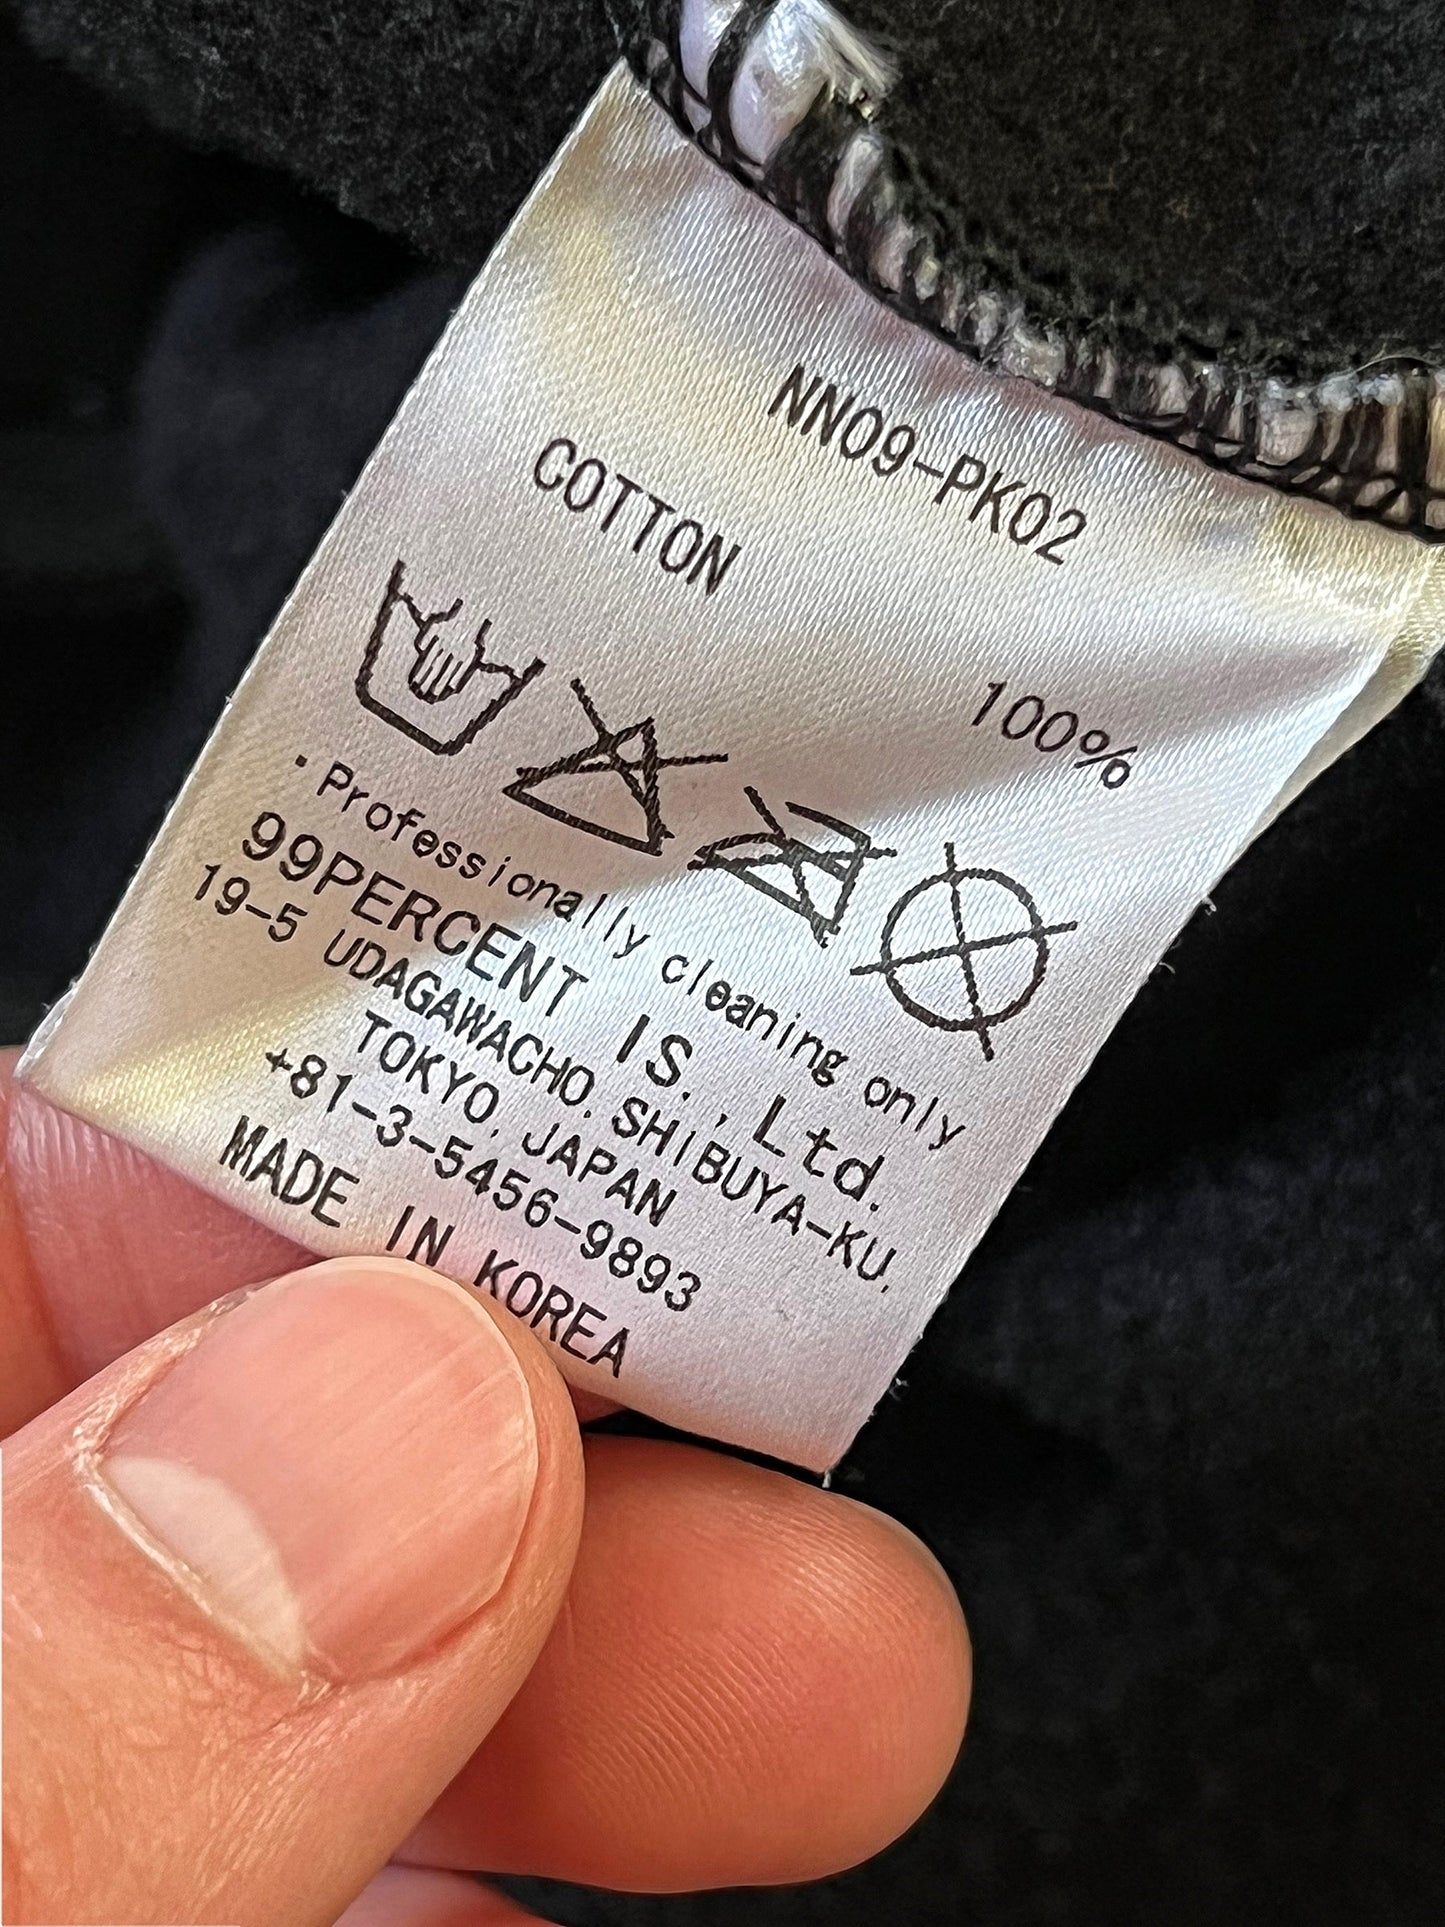 NN09-PK02
COTTON 100%
・Professionally cleaning only
99PERCENT IS., Ltd.
19-5 UDAGAWACHO, SHIBUYA-KU,
TOKYO, JAPAN
+81-3-5456-9893
MADE IN KOREA